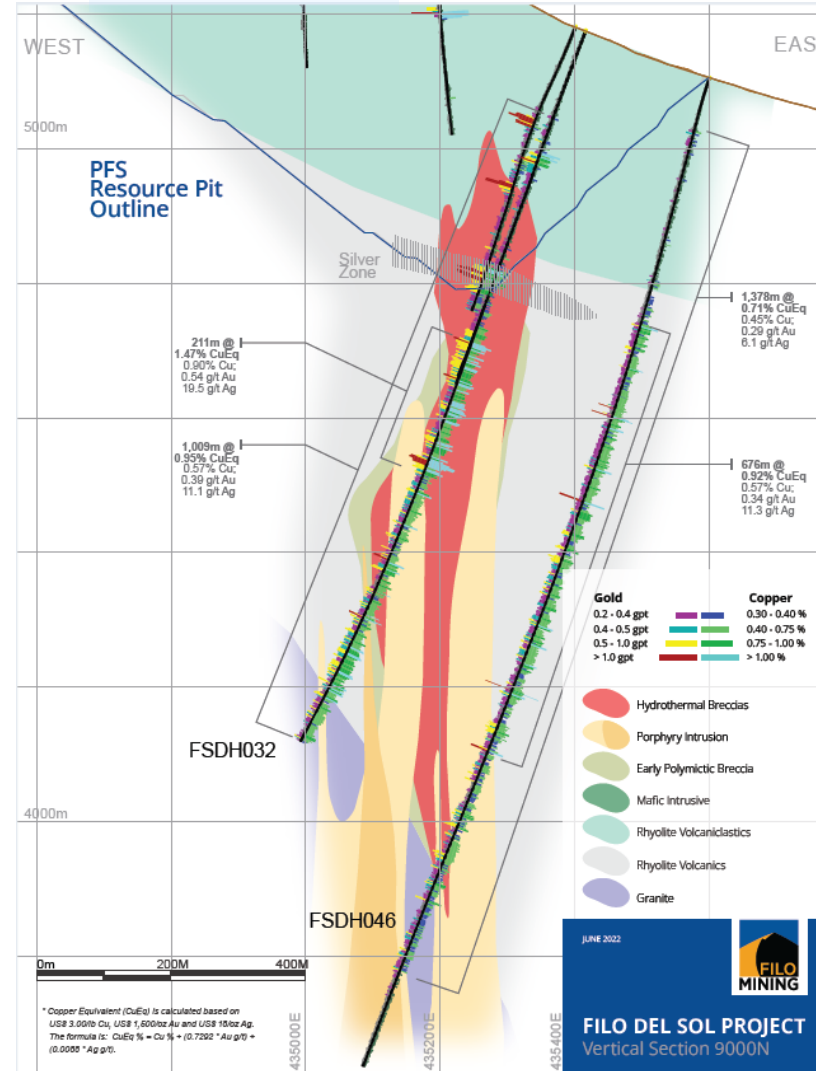 WEST
EAS
5000m
PFS
Resource Pit
Outline
Silver
Zone
1,378m @
0.71% CuEq
0.45% Cu;
0.29 g/t Au
6.1 g/t Ag
211m @
1.47% CuEq
0.90% Cu;
0.54 g/t Au
19.5 g/t Ag
1,009m @
0.95% CuEq
0.57% Cu;
0.39 g/t Au
11.1 g/t Ag
676m @
0.92% CuEq
0.57% Cu;
0.34 g/t Au
11.3 g/t Ag
Gold Copper
0.2 - 0.4 gpt 0.30 - 0.40 %
0.4 - 0.5 gpt 0.40 - 0.75 %
0.5 - 1.0 gpt 0.75 - 1.00 %
> 1.0 gpt > 1.00 %
Hydrothermal Breccias
Porphyry Intrusion
Early Polymictic Breccia
Mafic Intrusive
Rhyolite Volcaniclastics
Rhyolite Volcanics
Granite
FSDH032
4000m
FSDH046
0m 200M 400M
* Copper Equivalent (CuEq) is calculated based on
US$ 3.00/lb Cu, US$ 1,500/oz Au and US$ 18/oz Ag.
The formula is: CuEq % = Cu % + (0.7292 * Au g/t) +
(0.0088 * Ag g/t).
435000E
435200E
435400E
JUNE 2022
FILO
MINING
FILO DEL SOL PROJECT
Vertical Section 9000N